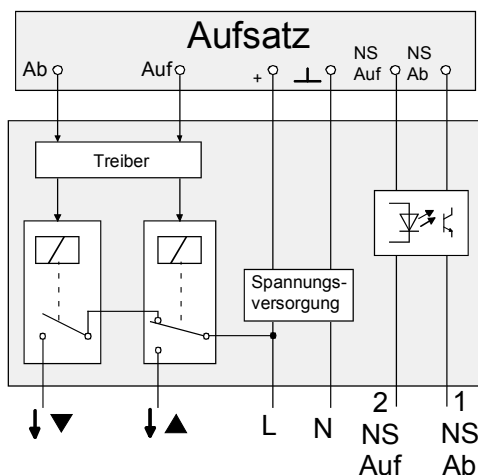 Aufsatz
Ab
Auf
+
NS
Auf
NS
Ab
Treiber
Spannungs-
versorgung
L
N
2
NS
Auf
1
NS
Ab